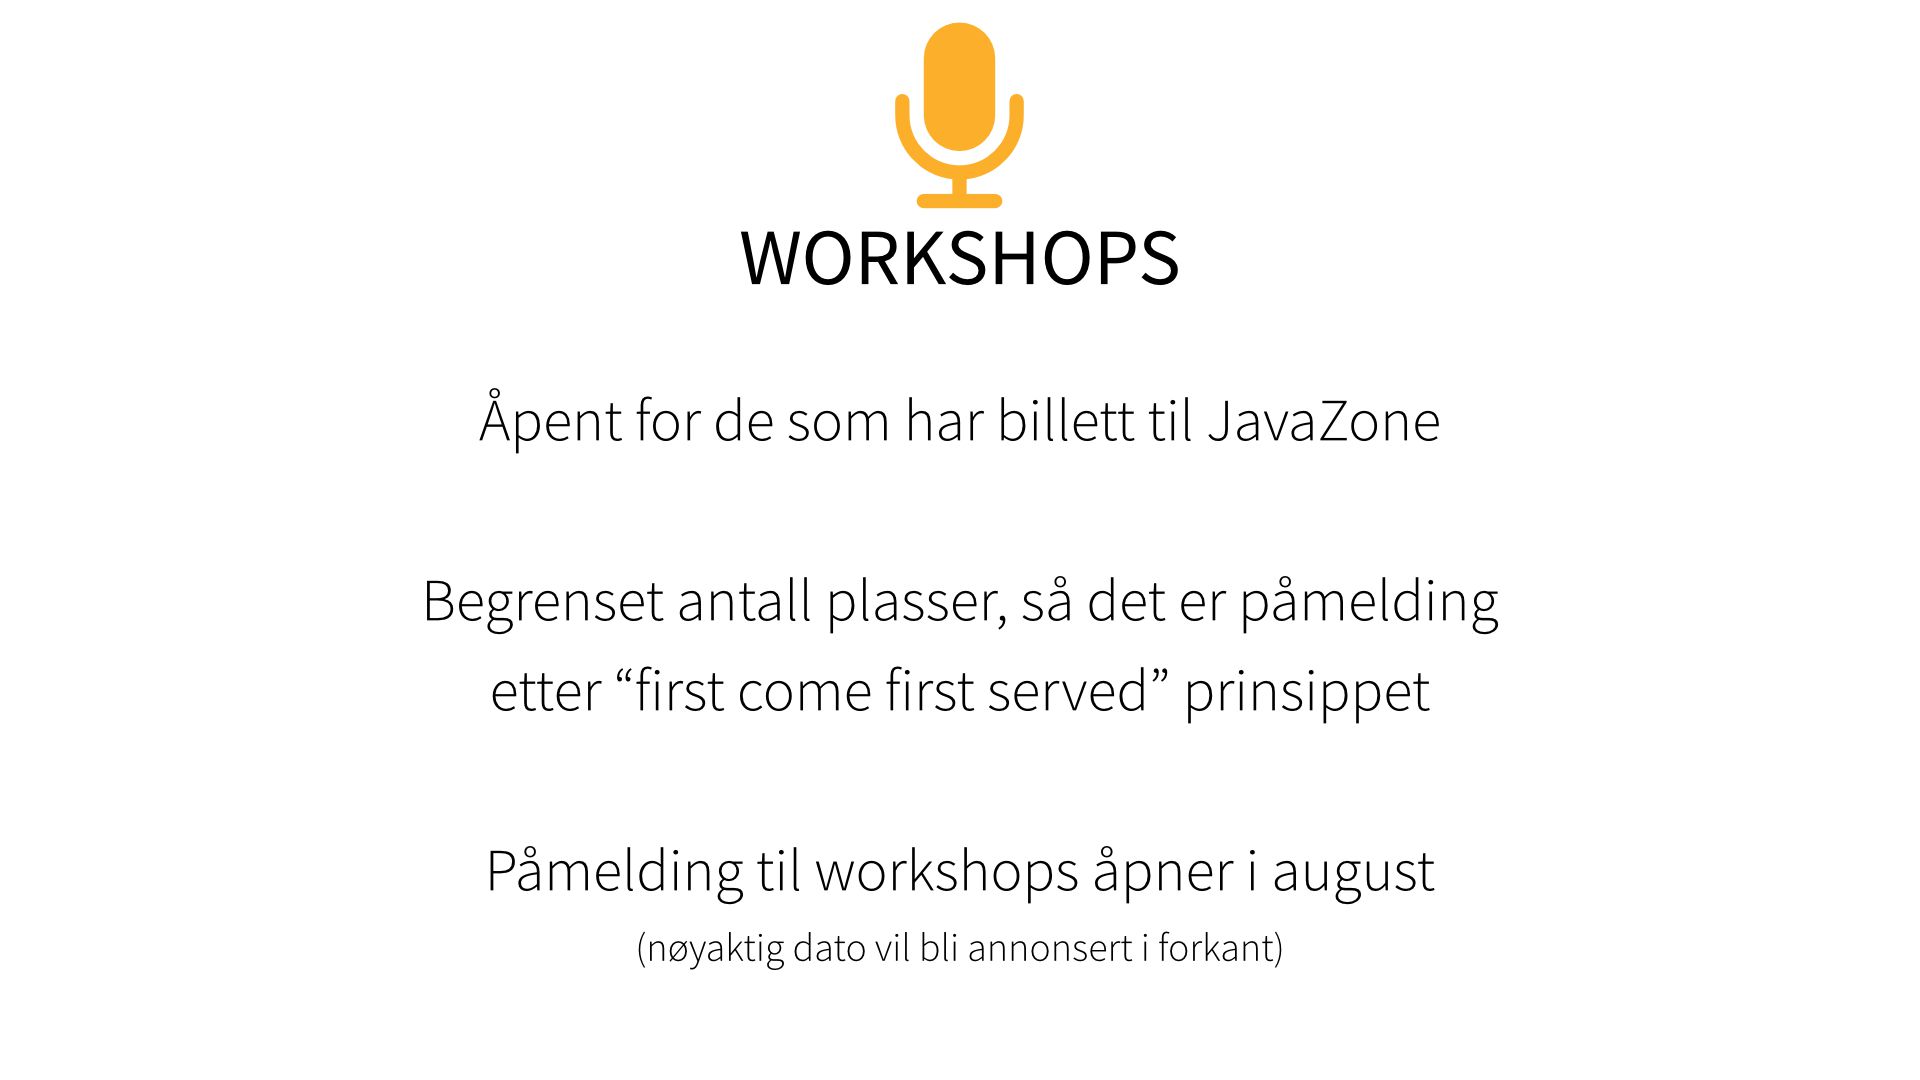 WORKSHOPS
Åpent for de som har billett til JavaZone
Begrenset antall plasser, så det er påmelding
etter “first come first served” prinsippet
Påmelding til workshops åpner i august
(nøyaktig dato vil bli annonsert i forkant)